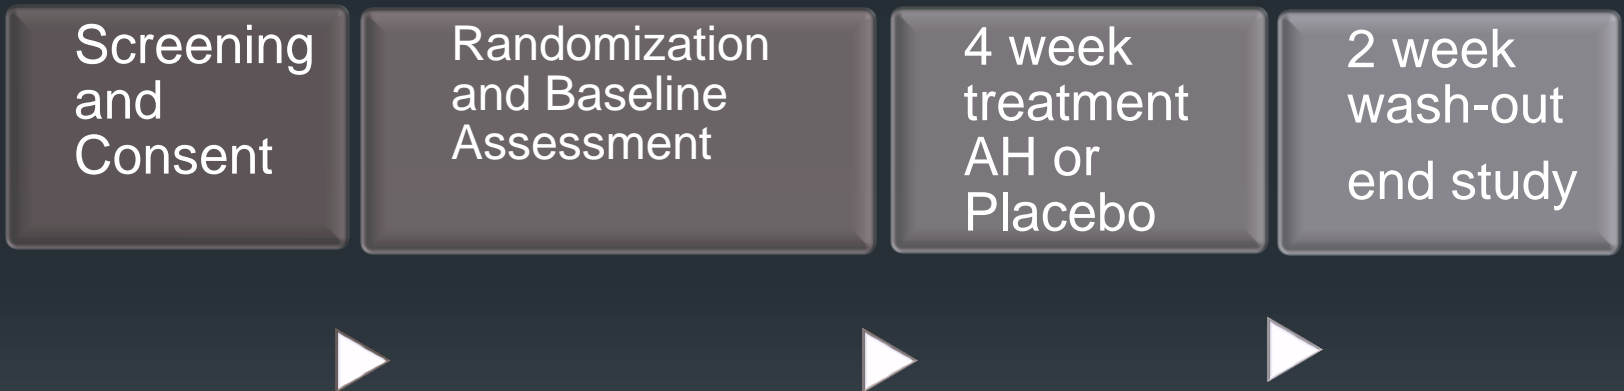 Screening
and
Consent
Randomization
and Baseline
Assessment
4 week
treatment
AH or
Placebo
2 week
wash-out
end study